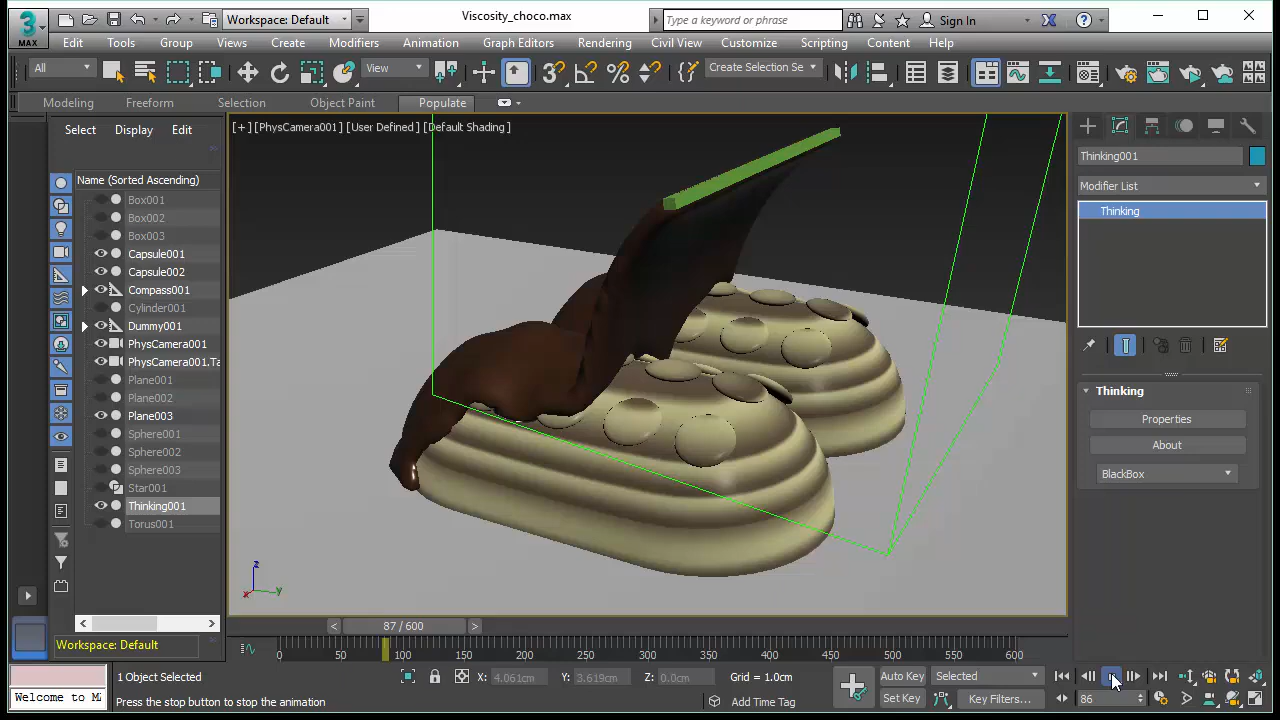 Workspace: Default
Viscosity_choco.max
Type a keyword or phrase
Sign In
MAX
Edit Tools Group Views Create Modifiers Animation Graph Editors Rendering Civil View Customize Scripting Content Help
All
View
Create Selection Se
Modeling Freeform Selection Object Paint Populate
Select Display Edit
[+] [PhysCamera001] [User Defined] [Default Shading]
Name (Sorted Ascending)
Box001
Box002
Box003
Capsule001
Capsule002
Compass001
Cylinder001
Dummy001
PhysCamera001
PhysCamera001.Ta
Plane001
Plane002
Plane003
Sphere001
Sphere002
Sphere003
Star001
Thinking001
Torus001
Workspace: Default
z
x
y
Thinking001
Modifier List
Thinking
Thinking
Properties
About
BlackBox
< 87 / 600 >
0 50 100 150 200 250 300 350 400 450 500 550 600
1 Object Selected
X: 4.061cm Y: 3.619cm Z: 0.0cm Grid = 1.0cm
Auto Key Selected
Welcome to M
Press the stop button to stop the animation
Add Time Tag
Set Key Key Filters...
86